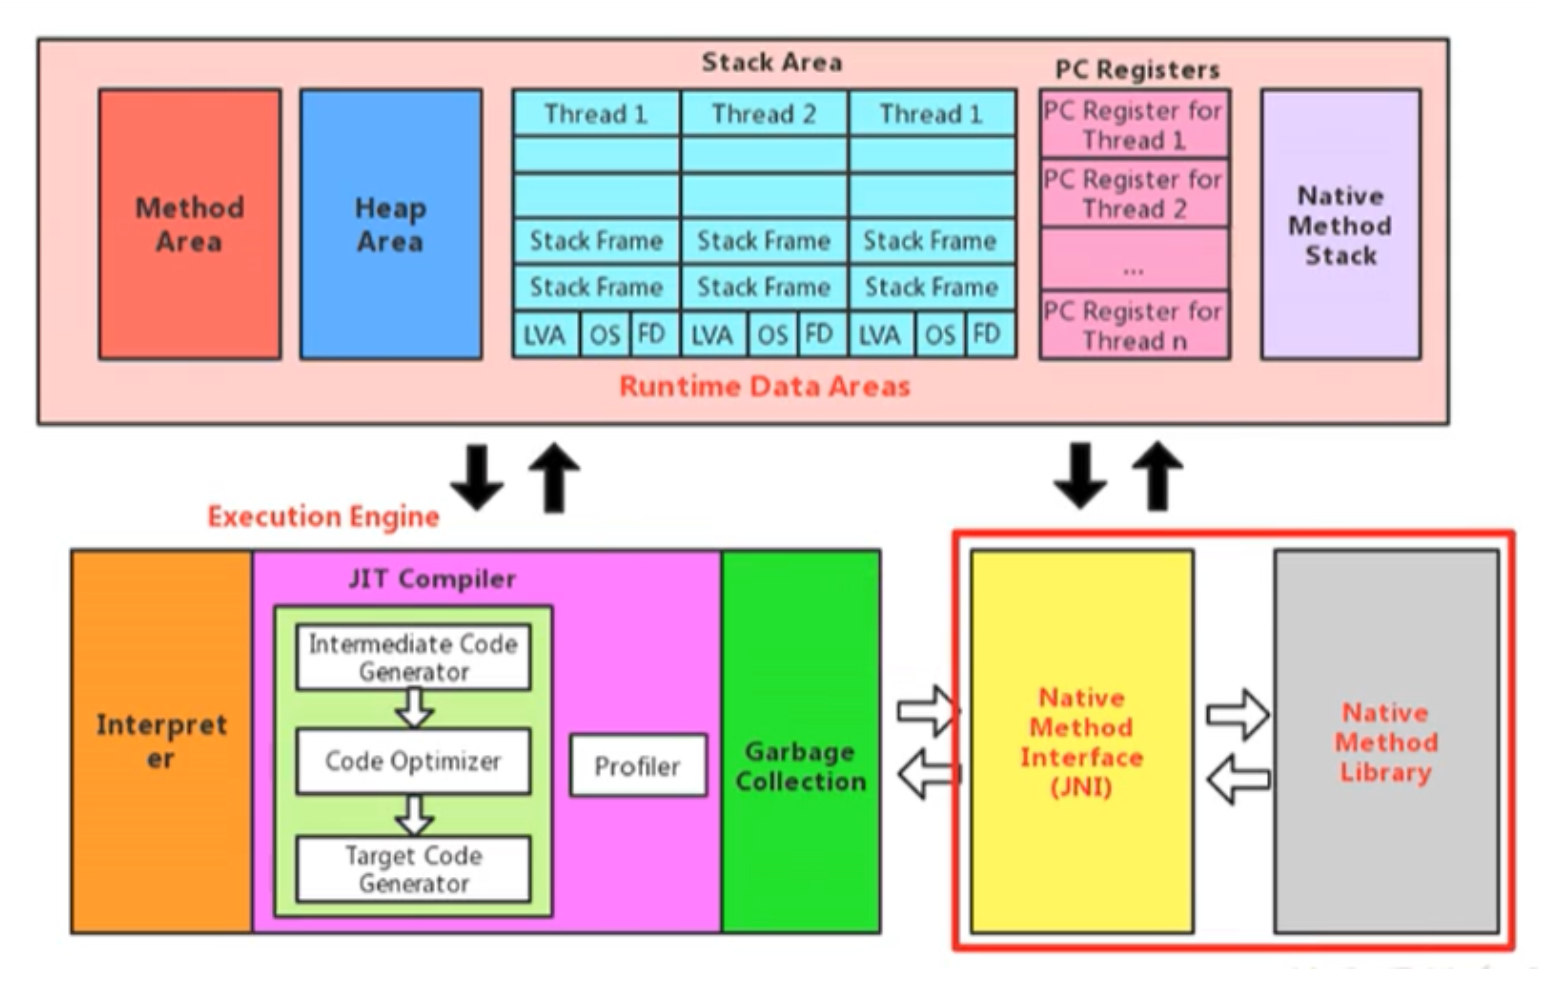 Stack Area
PC Registers
Method
Area
Heap
Area
Thread 1
Thread 2
Thread 1
Stack Frame
Stack Frame
Stack Frame
Stack Frame
Stack Frame
Stack Frame
LVA OS FD
LVA OS FD
LVA OS FD
PC Register for
Thread 1
PC Register for
Thread 2
...
PC Register for
Thread n
Native
Method
Stack
Runtime Data Areas
Execution Engine
Interpret
er
JIT Compiler
Intermediate Code
Generator
Code Optimizer
Target Code
Generator
Profiler
Garbage
Collection
Native
Method
Interface
(JNI)
Native
Method
Library